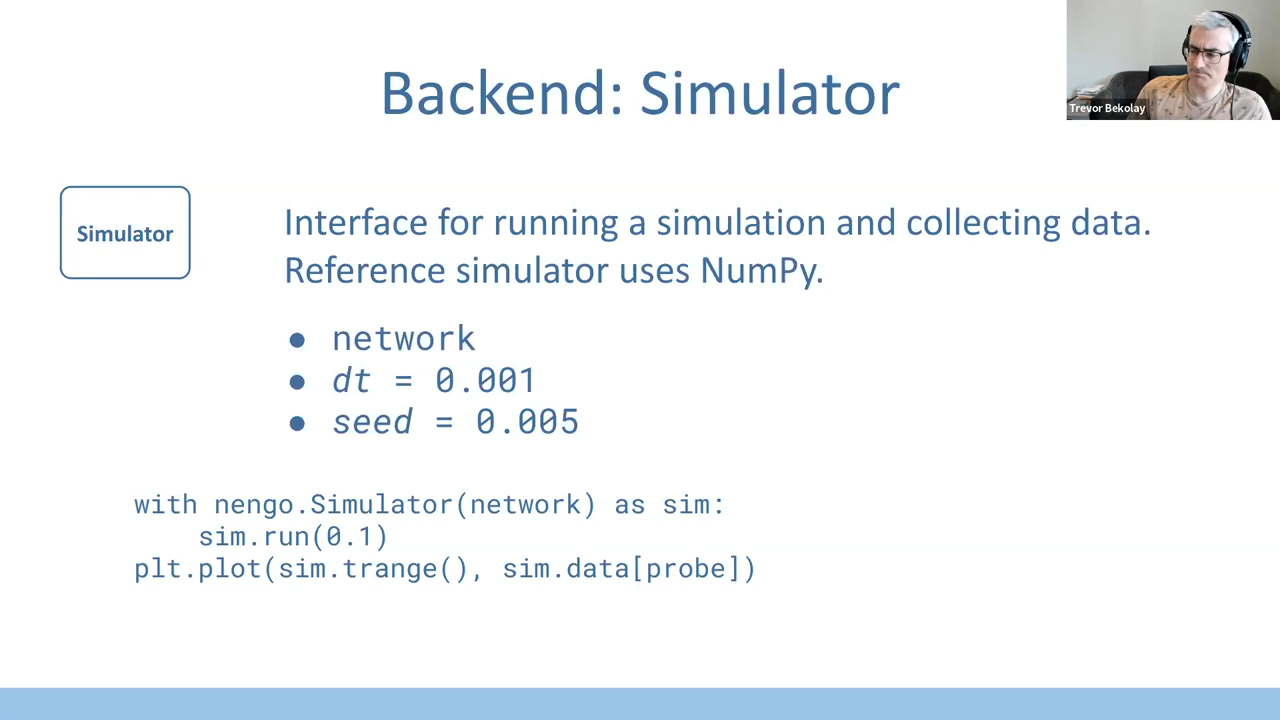 Backend: Simulator
Trevor Bekolay
Simulator
Interface for running a simulation and collecting data.
Reference simulator uses NumPy.
● network
● dt = 0.001
● seed = 0.005
with nengo.Simulator(network) as sim:
    sim.run(0.1)
plt.plot(sim.trange(), sim.data[probe])